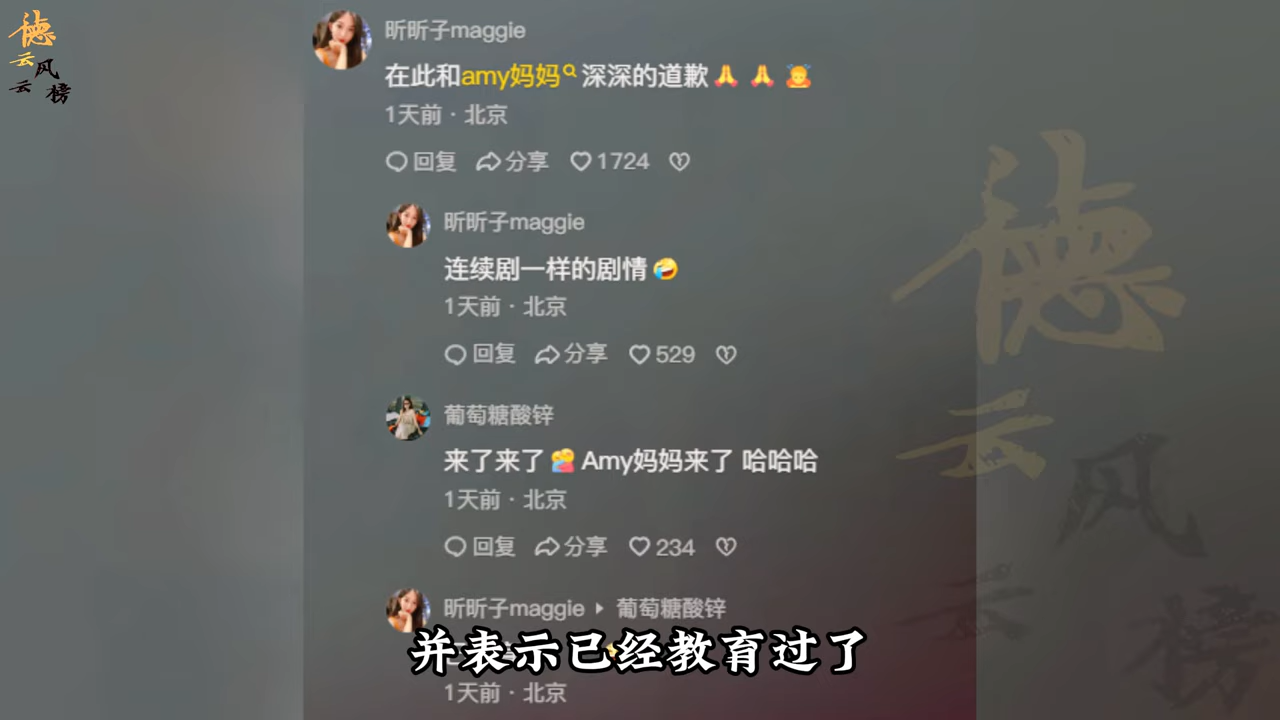 德
云
云
风
榜
昕昕子maggie
在此和amy妈妈深深的道歉🙏🙏🙇
1天前 · 北京
回复 分享 1724
昕昕子maggie
连续剧一样的剧情🤣
1天前 · 北京
回复 分享 529
葡萄糖酸锌
来了来了🫂Amy妈妈来了 哈哈哈
1天前 · 北京
回复 分享 234
昕昕子maggie ▸ 葡萄糖酸锌
并表示已经教育过了
1天前 · 北京
德
云
风
云
榜